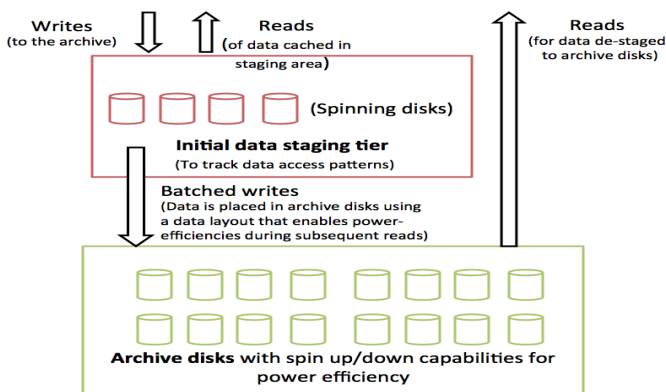 Writes
(to the archive)
Reads
(of data cached in
staging area)
Reads
(for data de-staged
to archive disks)
(Spinning disks)
Initial data staging tier
(To track data access patterns)
Batched writes
(Data is placed in archive disks using
a data layout that enables power-
efficiencies during subsequent reads)
Archive disks with spin up/down capabilities for
power efficiency